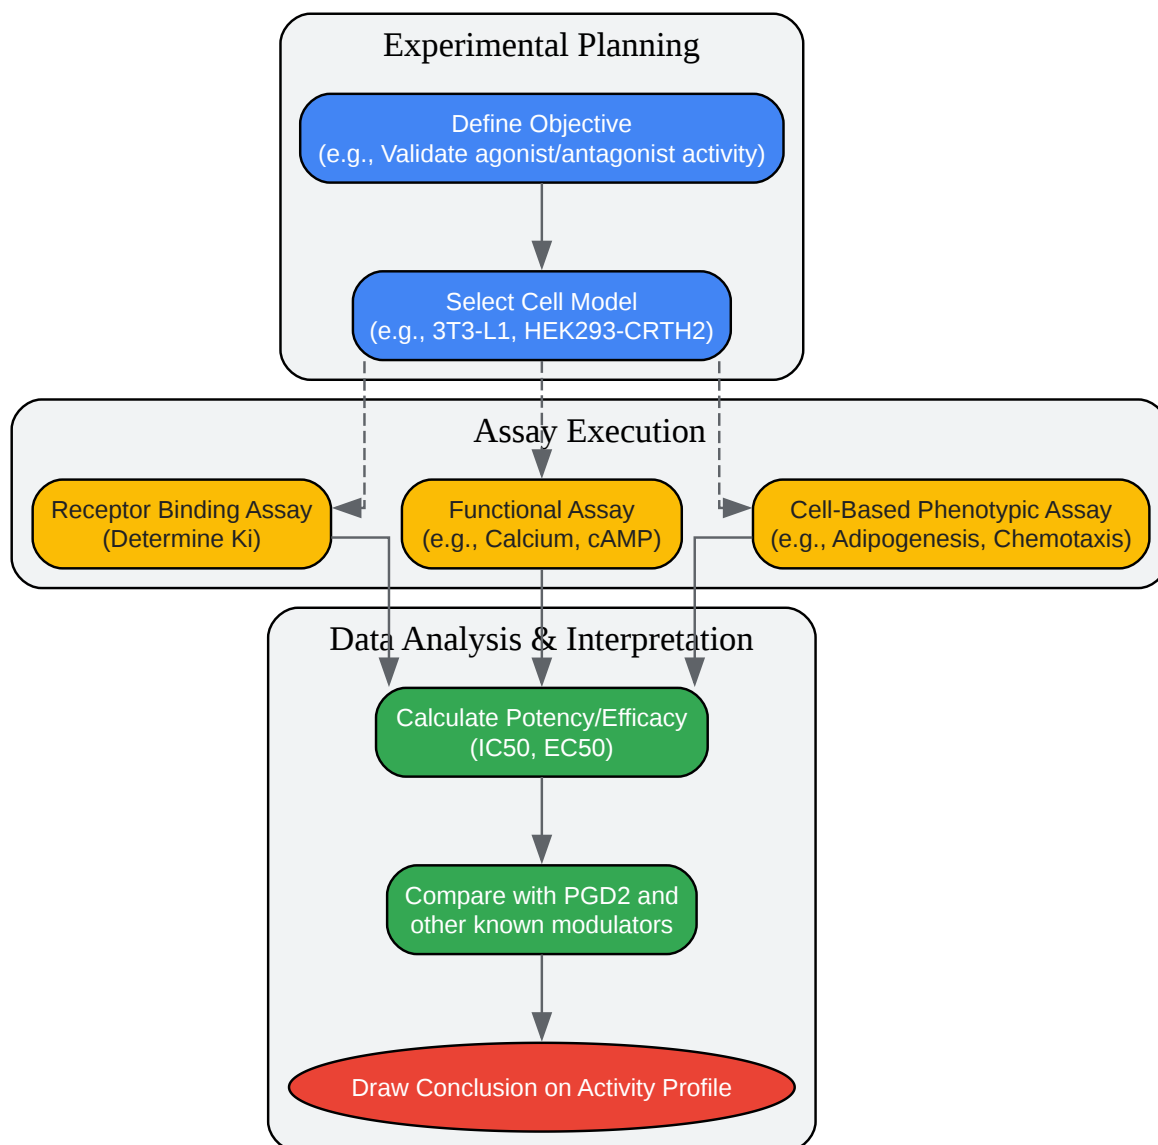 Experimental Planning
Define Objective
(e.g., Validate agonist/antagonist activity)
Select Cell Model
(e.g., 3T3-L1, HEK293-CRTH2)
Assay Execution
Receptor Binding Assay
(Determine Ki)
Functional Assay
(e.g., Calcium, cAMP)
Cell-Based Phenotypic Assay
(e.g., Adipogenesis, Chemotaxis)
Data Analysis & Interpretation
Calculate Potency/Efficacy
(IC50, EC50)
Compare with PGD2 and
other known modulators
Draw Conclusion on Activity Profile